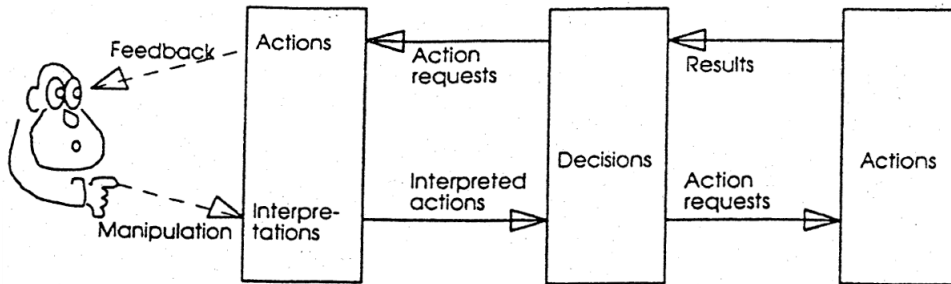 Feedback
Actions
Action
requests
Results
Decisions
Actions
Interpreted
actions
Action
requests
Manipulation
Interpre-
tations